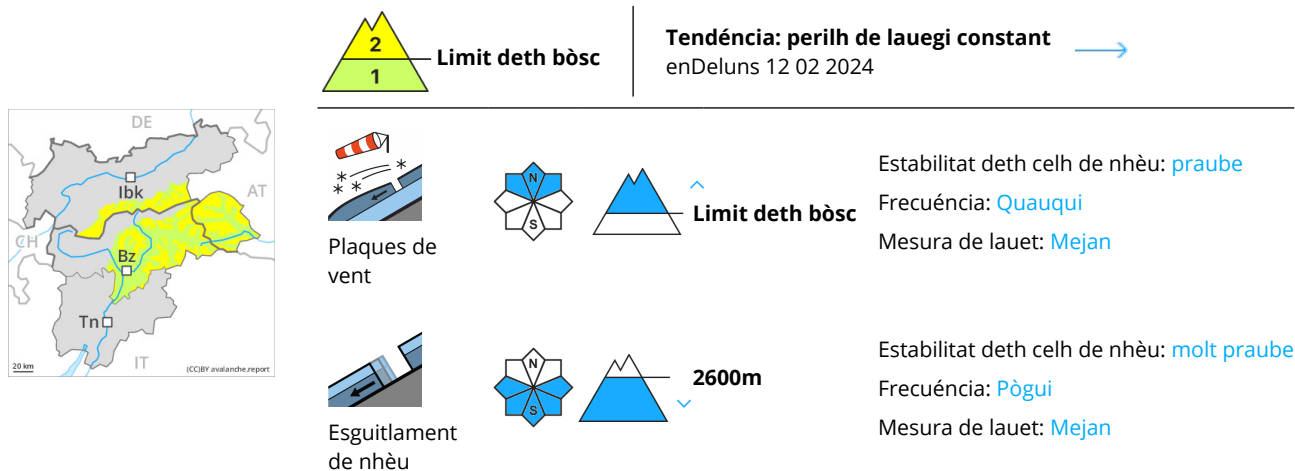 2
1
Limit deth bòsc
Tendéncia: perilh de lauegi constant
enDeluns 12 02 2024
DE
Ibk
AT
CH
Bz
Tn
IT
20 km
(CC)BY avalanche.report
Plaques de
vent
N
S
Limit deth bòsc
Estabilitat deth celh de nhèu: praube
Frecuéncia: Quauqui
Mesura de lauet: Mejan
Esguitlament
de nhèu
N
S
2600m
Estabilitat deth celh de nhèu: molt praube
Frecuéncia: Pògui
Mesura de lauet: Mejan